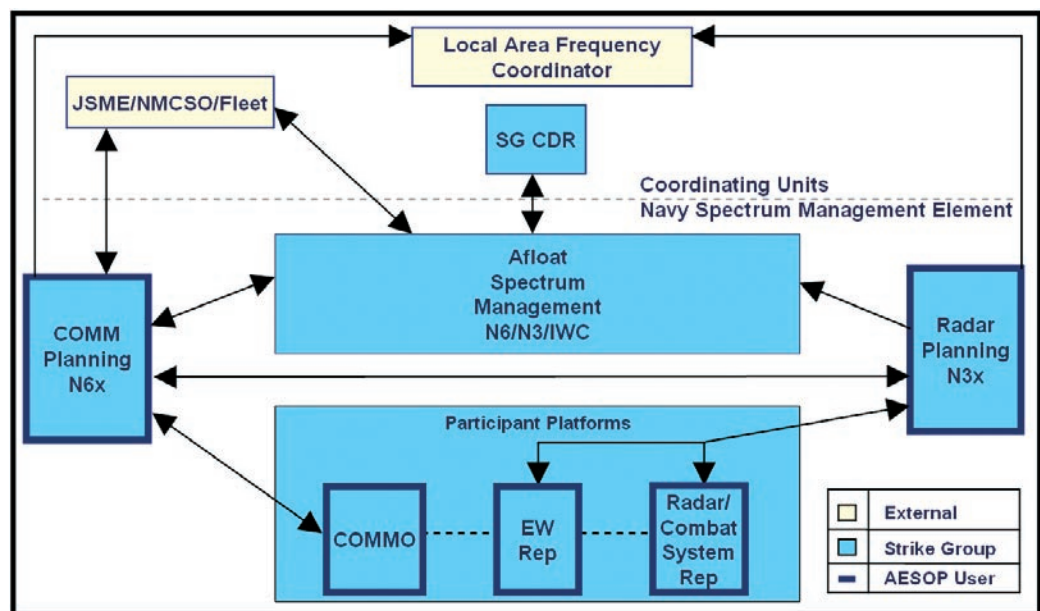 Local Area Frequency
Coordinator
JSME/NMCSO/Fleet
SG CDR
Coordinating Units
Navy Spectrum Management Element
Afloat
Spectrum
Management
N6/N3/IWC
COMM
Planning
N6x
Radar
Planning
N3x
Participant Platforms
COMMO
EW
Rep
Radar/
Combat
System
Rep
External
Strike Group
AESOP User